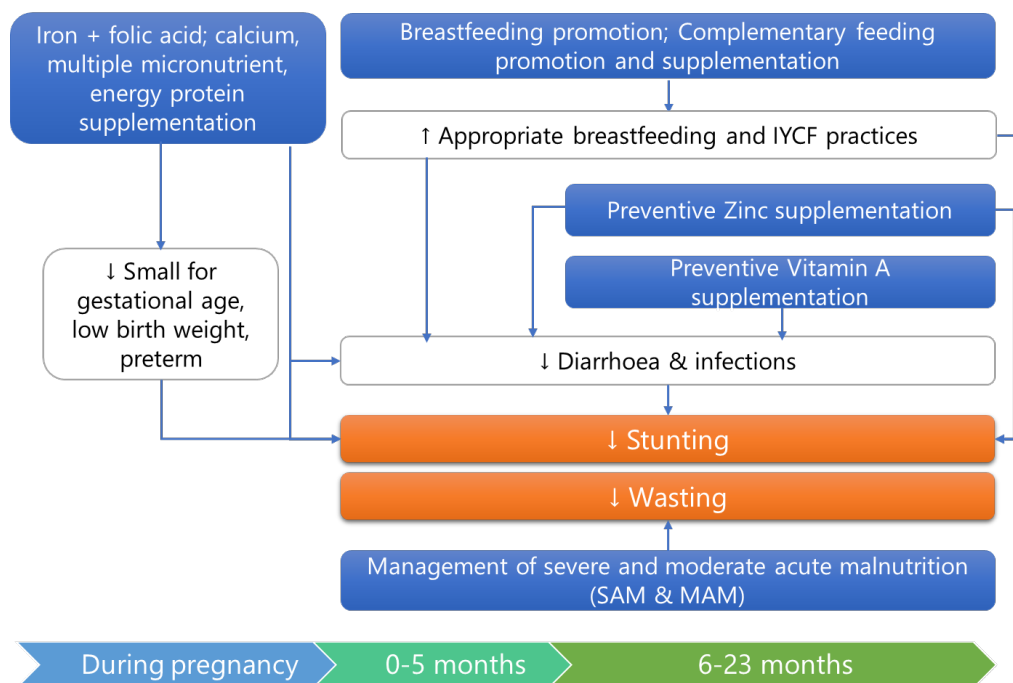 Iron + folic acid; calcium,
multiple micronutrient,
energy protein
supplementation
Breastfeeding promotion; Complementary feeding
promotion and supplementation
↑ Appropriate breastfeeding and IYCF practices
Preventive Zinc supplementation
Preventive Vitamin A
supplementation
↓ Small for
gestational age,
low birth weight,
preterm
↓ Diarrhoea & infections
↓ Stunting
↓ Wasting
Management of severe and moderate acute malnutrition
(SAM & MAM)
During pregnancy
0-5 months
6-23 months